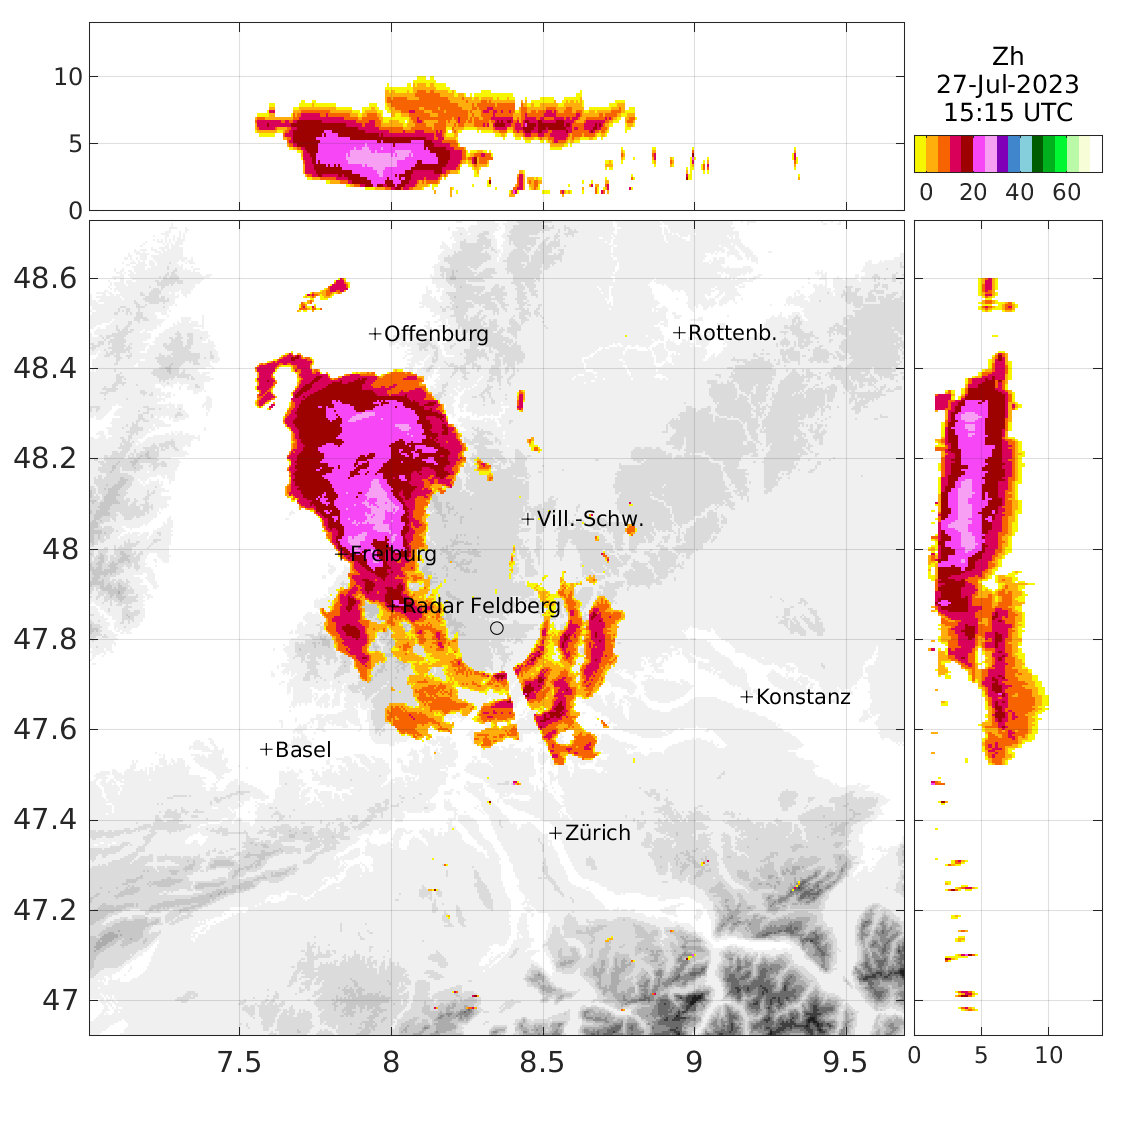 Zh
27-Jul-2023
15:15 UTC
0 20 40 60
10
5
0
48.6
48.4
48.2
48
47.8
47.6
47.4
47.2
47
Offenburg
Rottenb.
Vill.-Schw.
Freiburg
Radar Feldberg
Konstanz
Basel
Zürich
7.5 8 8.5 9 9.5
0 5 10